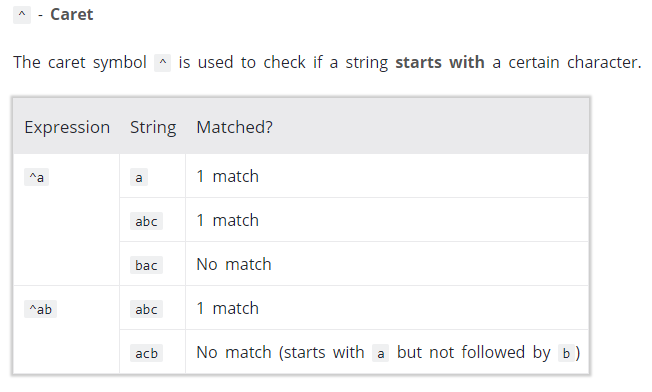 ^ - Caret
The caret symbol ^ is used to check if a string starts with a certain character.
Expression String Matched?
^a a 1 match
abc 1 match
bac No match
^ab abc 1 match
acb No match (starts with a but not followed by b )